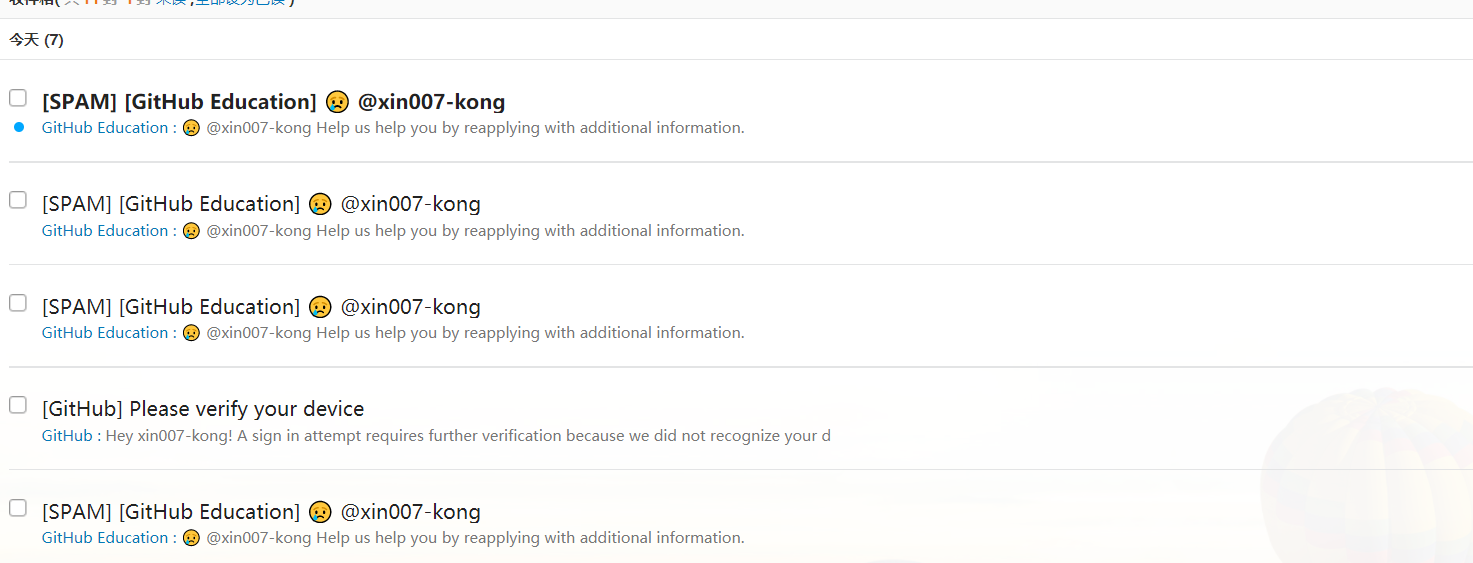 今天 (7)
[SPAM] [GitHub Education] 😥 @xin007-kong
GitHub Education : 😥 @xin007-kong Help us help you by reapplying with additional information.
[SPAM] [GitHub Education] 😥 @xin007-kong
GitHub Education : 😥 @xin007-kong Help us help you by reapplying with additional information.
[SPAM] [GitHub Education] 😥 @xin007-kong
GitHub Education : 😥 @xin007-kong Help us help you by reapplying with additional information.
[GitHub] Please verify your device
GitHub : Hey xin007-kong! A sign in attempt requires further verification because we did not recognize your d
[SPAM] [GitHub Education] 😥 @xin007-kong
GitHub Education : 😥 @xin007-kong Help us help you by reapplying with additional information.